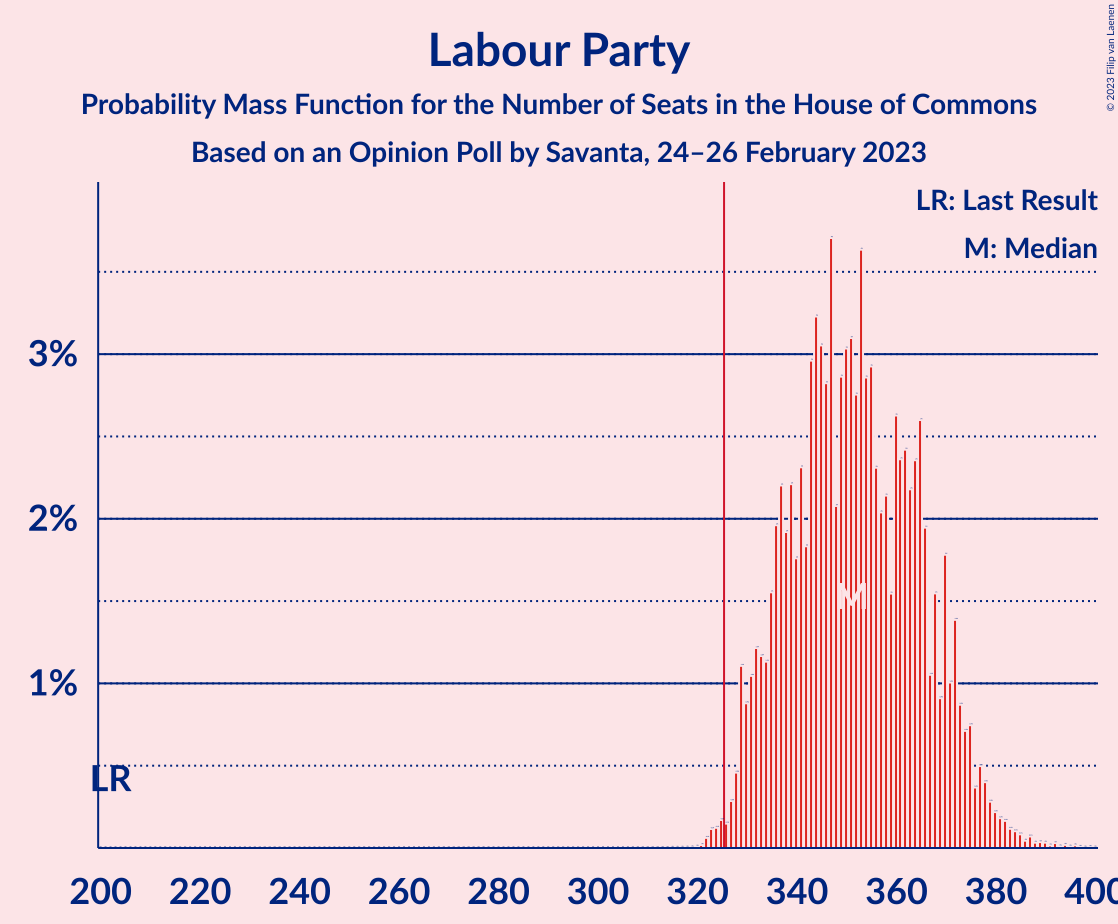 Labour Party
Probability Mass Function for the Number of Seats in the House of Commons
Based on an Opinion Poll by Savanta, 24–26 February 2023
© 2023 Filip van Laenen
LR: Last Result
M: Median
3%
2%
1%
M
LR
200 220 240 260 280 300 320 340 360 380 400